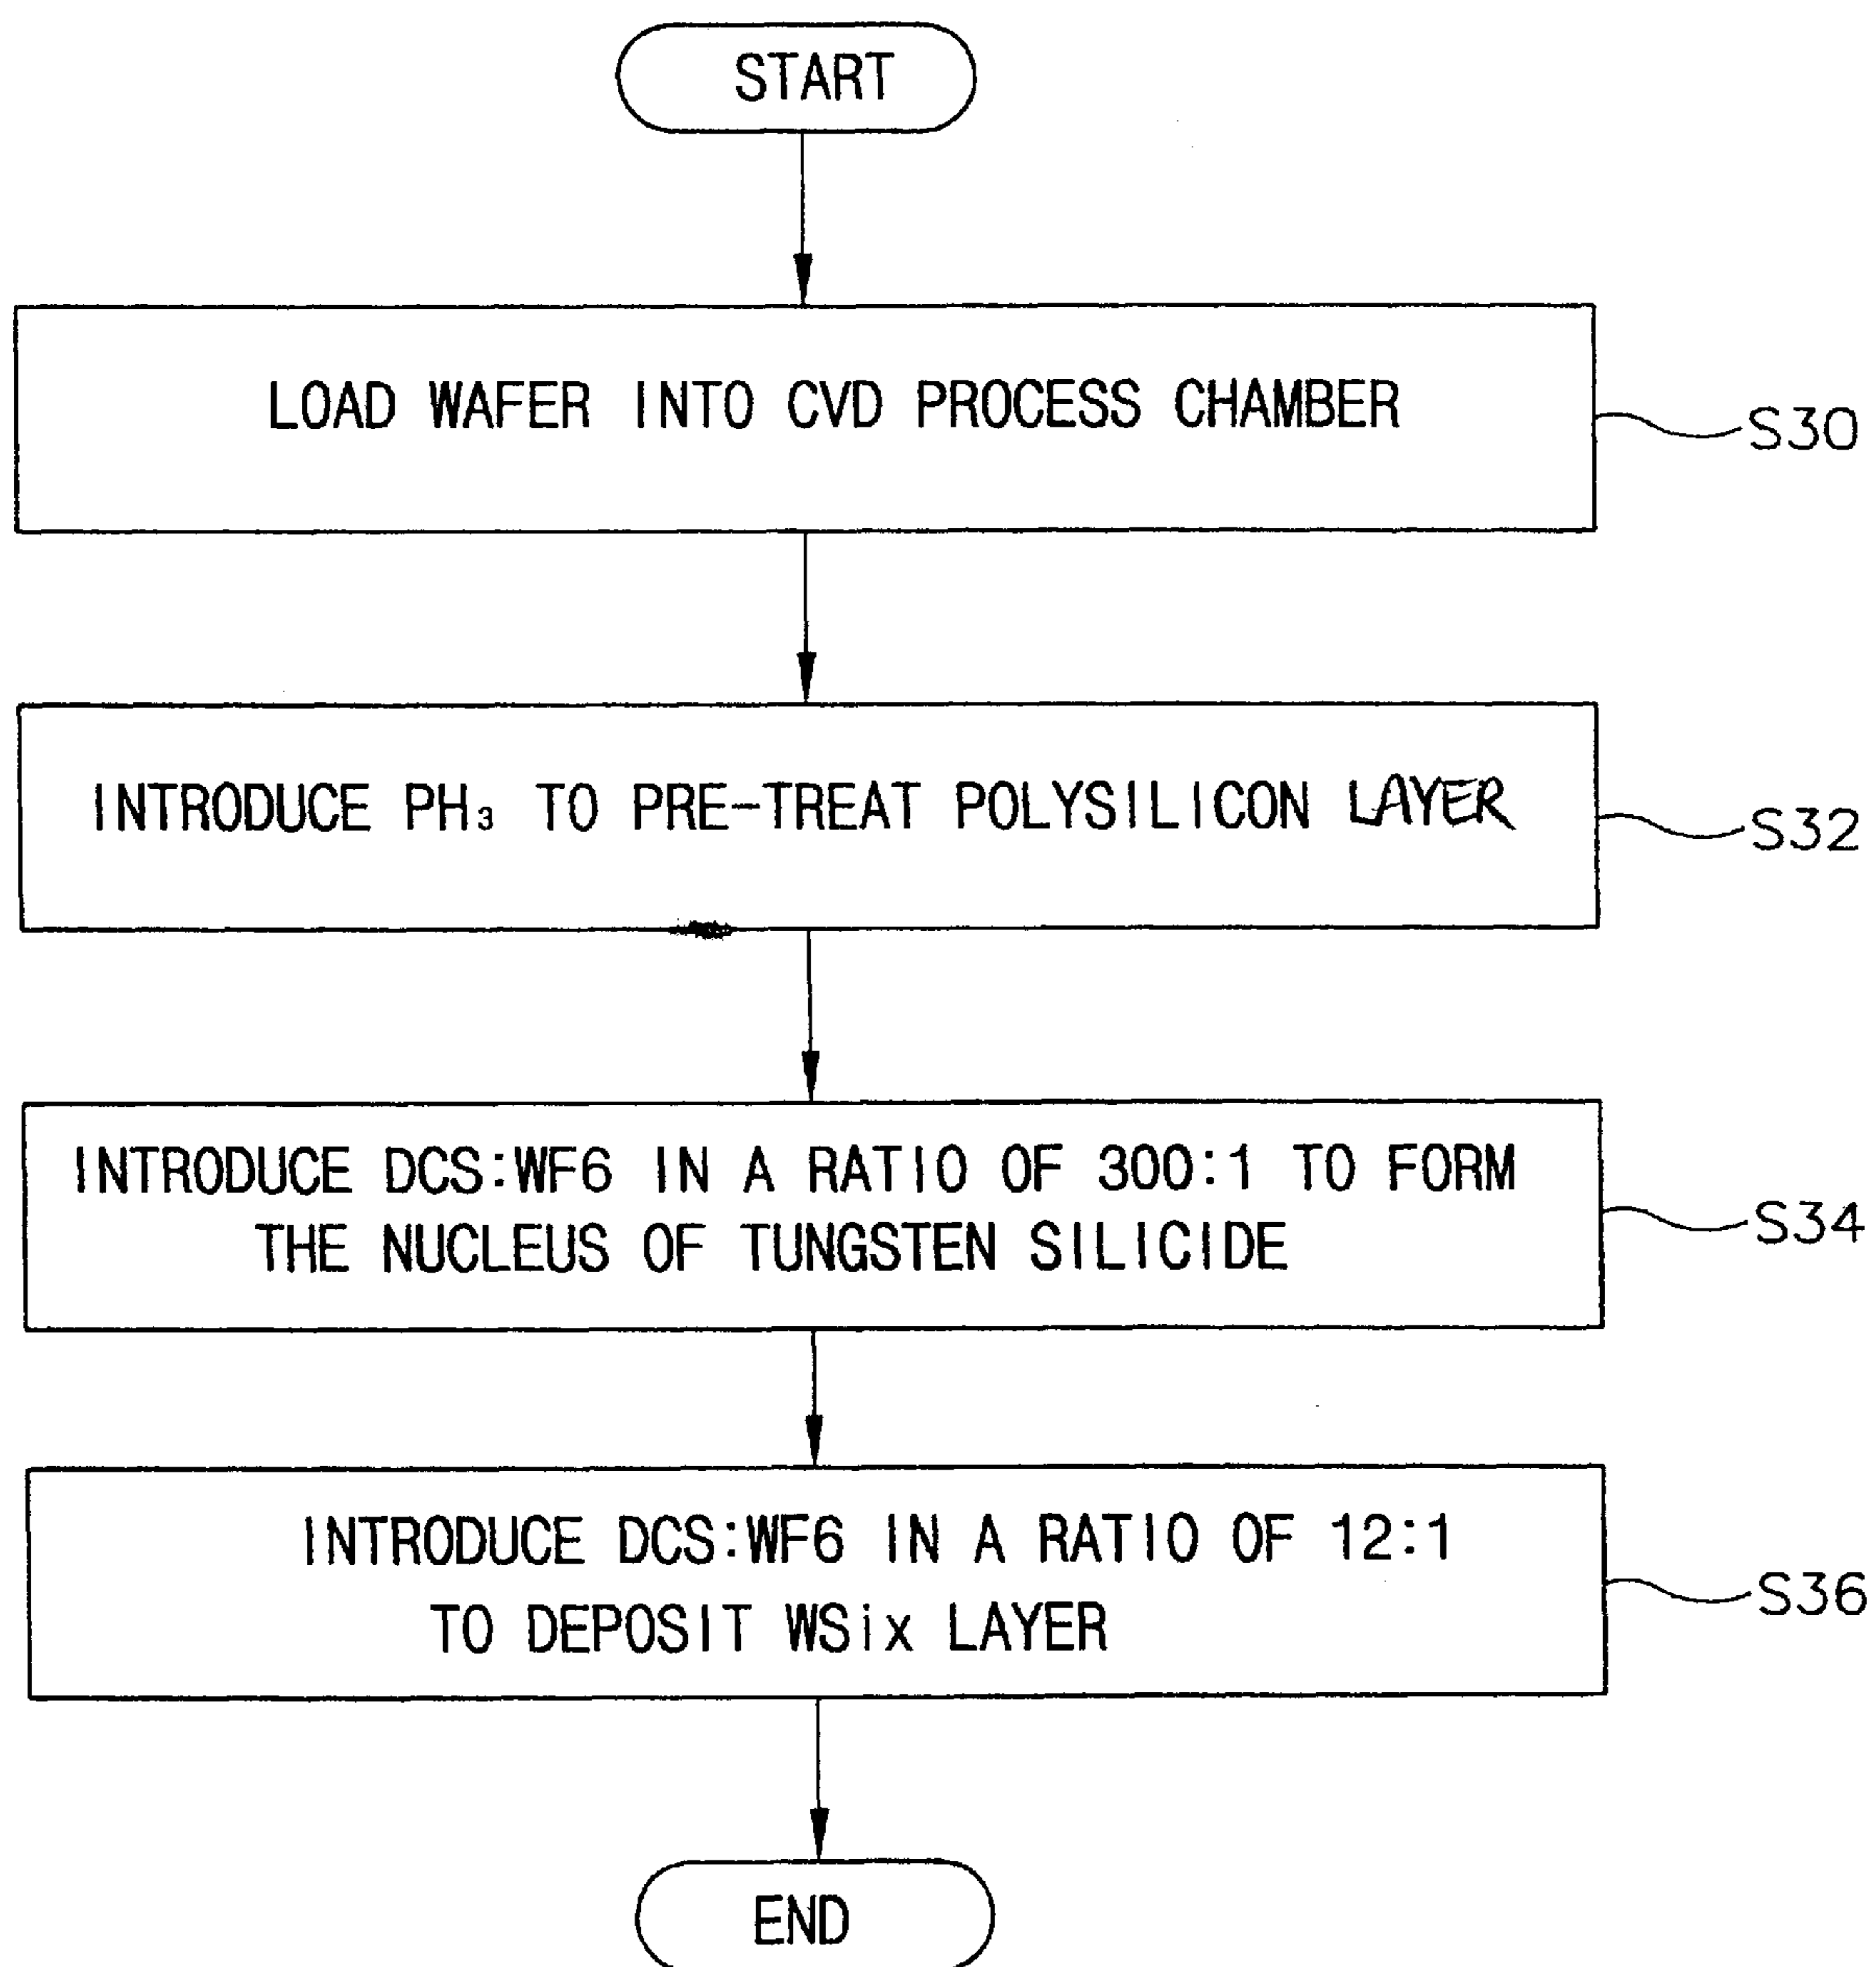 START
LOAD WAFER INTO CVD PROCESS CHAMBER
S30
INTRODUCE PH₃ TO PRE-TREAT POLYSILICON LAYER
S32
INTRODUCE DCS:WF6 IN A RATIO OF 300:1 TO FORM
THE NUCLEUS OF TUNGSTEN SILICIDE
S34
INTRODUCE DCS:WF6 IN A RATIO OF 12:1
TO DEPOSIT WSix LAYER
S36
END